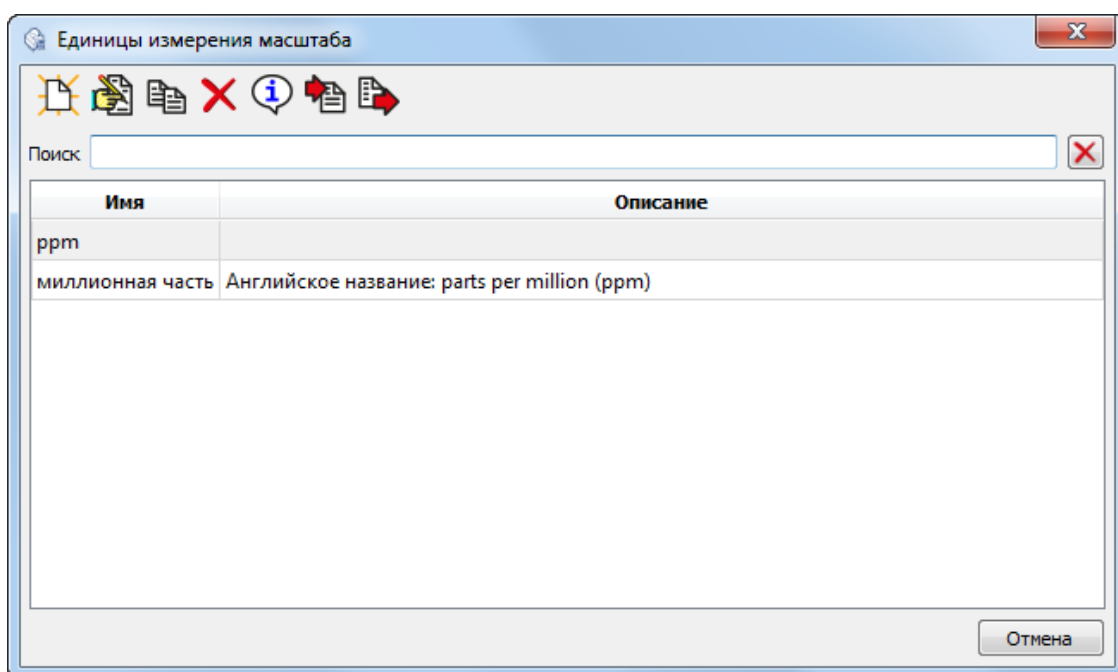 Единицы измерения масштаба
Поиск
Имя Описание
ppm
миллионная часть Английское название: parts per million (ppm)
Отмена